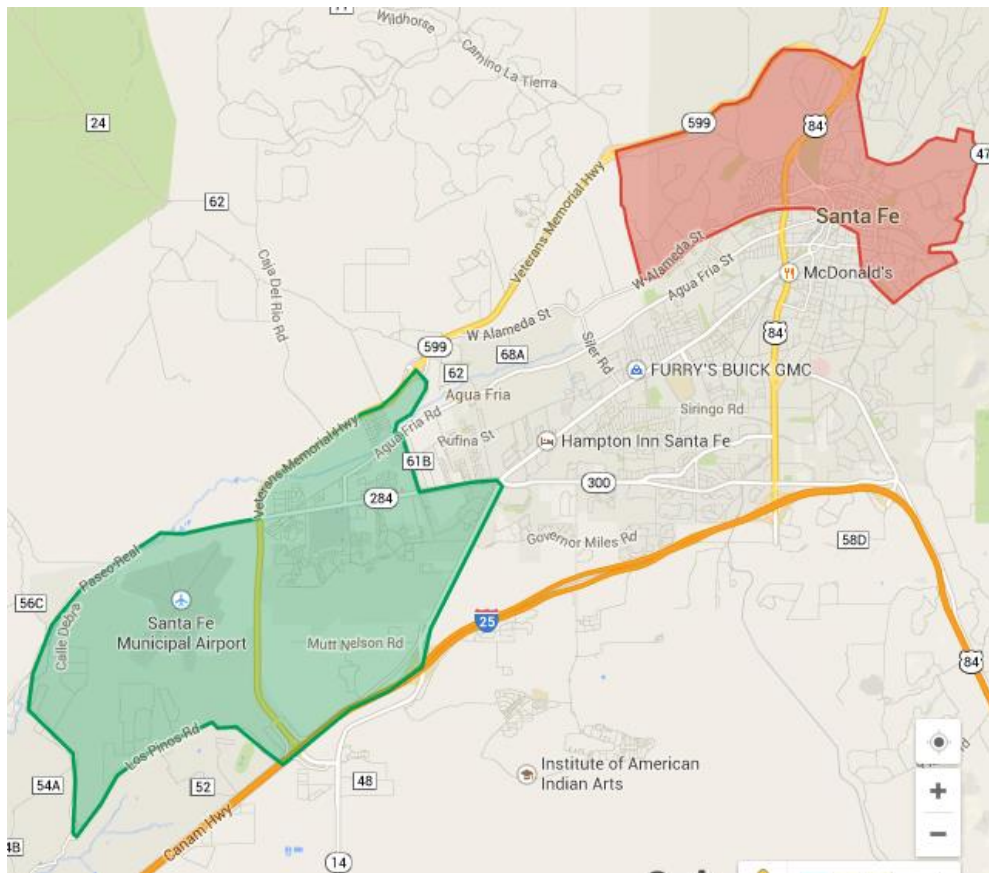 Wildhorse
Camino La Tierra
24
599
84
47
62
Veterans Memorial Hwy
Santa Fe
Caja Del Rio Rd
W Alameda St
Agua Fria St
McDonald's
W Alameda St
Siler Rd
84
599
68A
62
FURRY'S BUICK GMC
Agua Fria
Siringo Rd
Veterans Memorial Hwy
Agua Fria Rd
Rufina St
Hampton Inn Santa Fe
61B
284
300
Governor Miles Rd
58D
Paseo Real
56C
Calle Debra
Santa Fe
Municipal Airport
25
Mutt Nelson Rd
84
Los Pinos Rd
54A
52
48
Institute of American
Indian Arts
Canam Hwy
4B
14
+
−